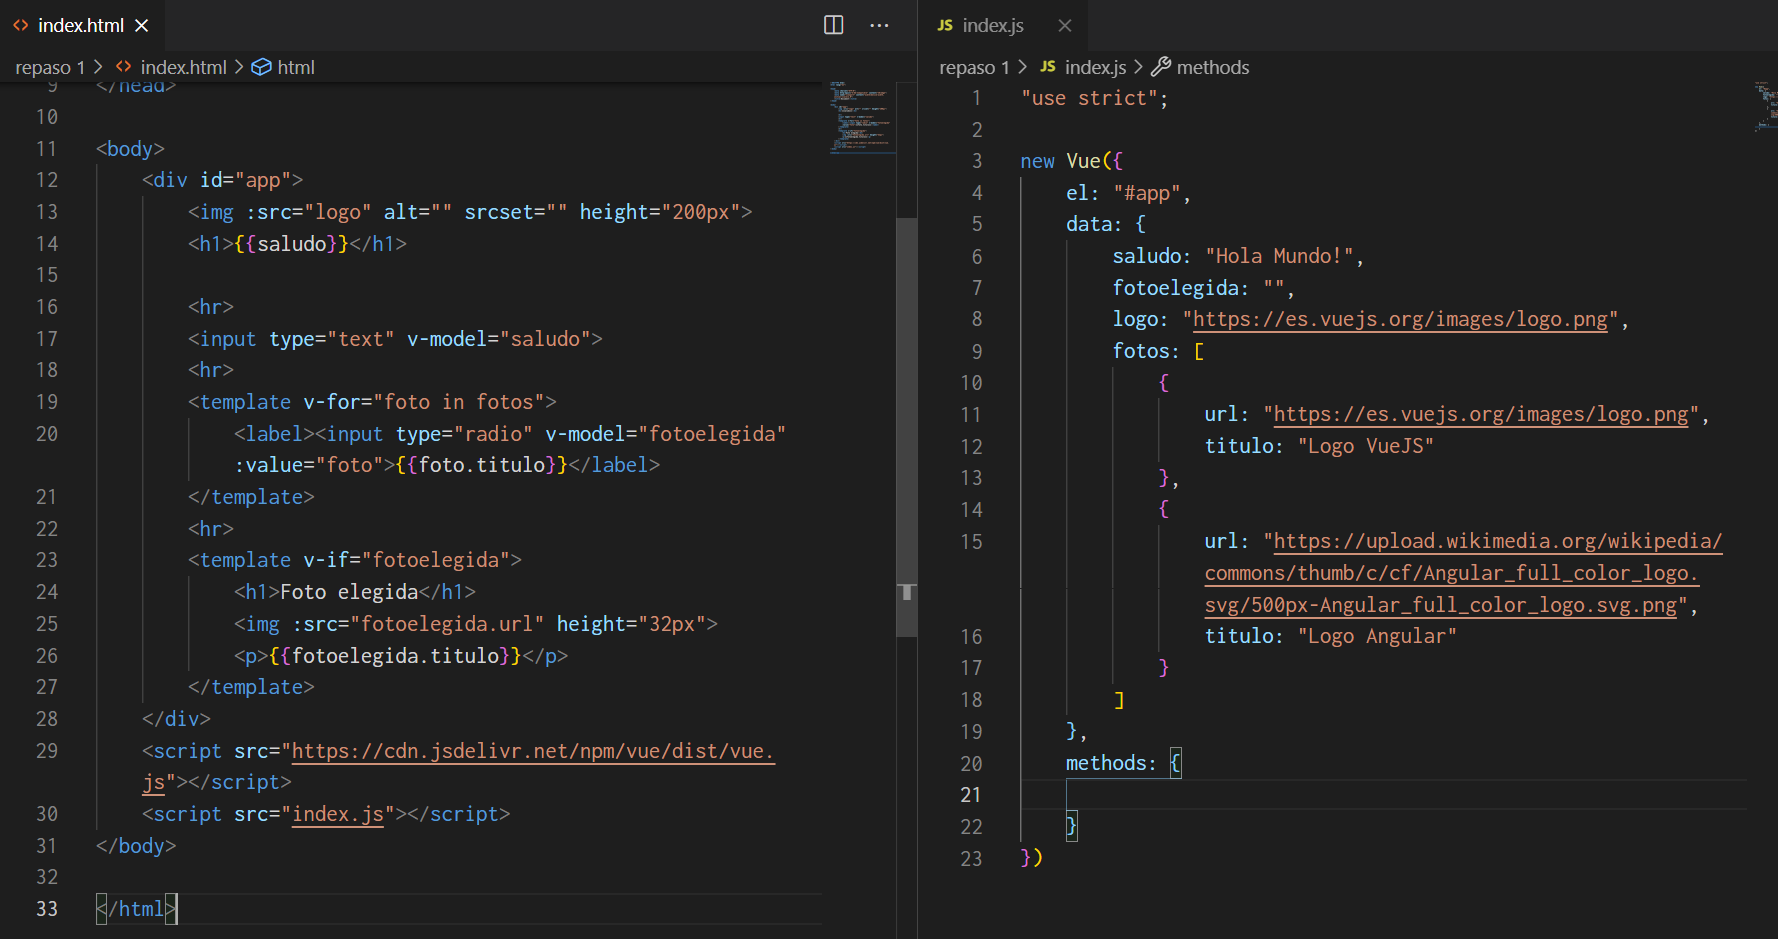 index.html
repaso 1 > index.html > html
9 </head>
10
11 <body>
12 <div id="app">
13 <img :src="logo" alt="" srcset="" height="200px">
14 <h1>{{saludo}}</h1>
15
16 <hr>
17 <input type="text" v-model="saludo">
18 <hr>
19 <template v-for="foto in fotos">
20 <label><input type="radio" v-model="fotoelegida"
:value="foto">{{foto.titulo}}</label>
21 </template>
22 <hr>
23 <template v-if="fotoelegida">
24 <h1>Foto elegida</h1>
25 <img :src="fotoelegida.url" height="32px">
26 <p>{{fotoelegida.titulo}}</p>
27 </template>
28 </div>
29 <script src="https://cdn.jsdelivr.net/npm/vue/dist/vue.
js"></script>
30 <script src="index.js"></script>
31 </body>
32
33 </html>
JS index.js
repaso 1 > JS index.js > methods
1 "use strict";
2
3 new Vue({
4 el: "#app",
5 data: {
6 saludo: "Hola Mundo!",
7 fotoelegida: "",
8 logo: "https://es.vuejs.org/images/logo.png",
9 fotos: [
10 {
11 url: "https://es.vuejs.org/images/logo.png",
12 titulo: "Logo VueJS"
13 },
14 {
15 url: "https://upload.wikimedia.org/wikipedia/
commons/thumb/c/cf/Angular_full_color_logo.
svg/500px-Angular_full_color_logo.svg.png",
16 titulo: "Logo Angular"
17 }
18 ]
19 },
20 methods: {
21
22 }
23 })